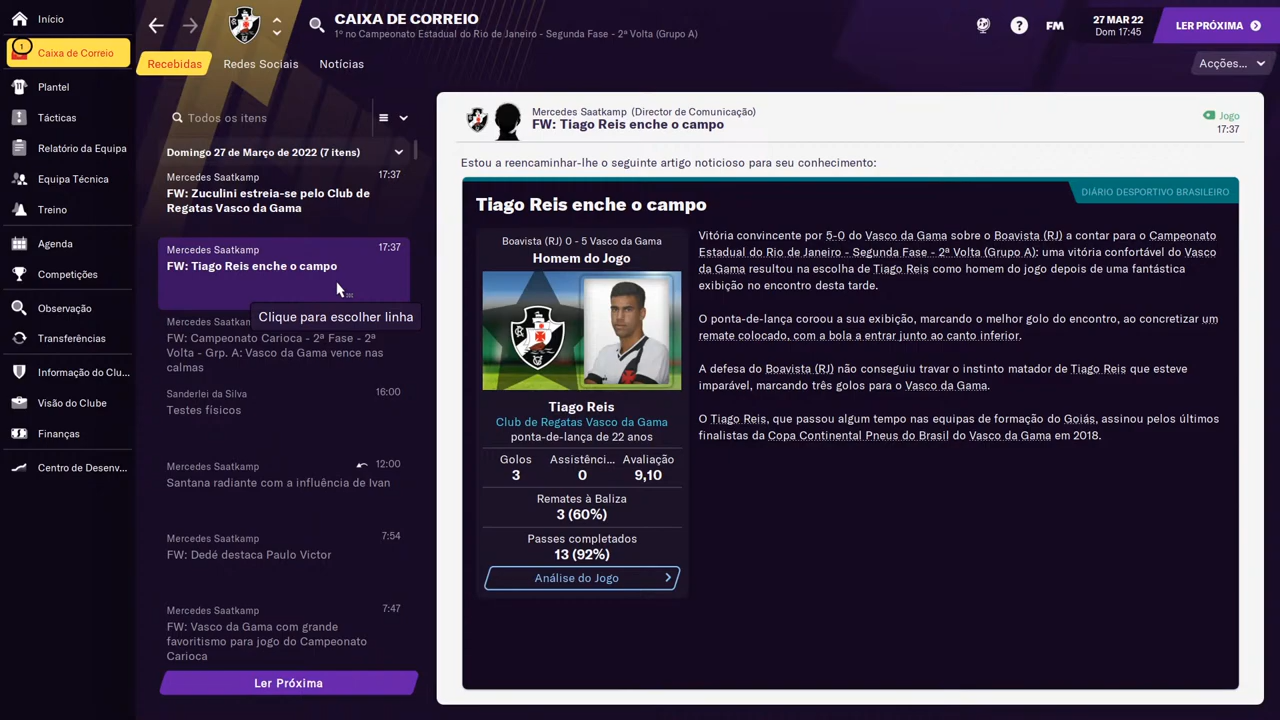 Início
1
Caixa de Correio
Plantel
Tácticas
Relatório da Equipa
Equipa Técnica
Treino
Agenda
Competições
Observação
Transferências
Informação do Clu...
Visão do Clube
Finanças
Centro de Desenv...
CAIXA DE CORREIO
1º no Campeonato Estadual do Rio de Janeiro - Segunda Fase - 2ª Volta (Grupo A)
?
FM
27 MAR 22
Dom 17:45
LER PRÓXIMA
Recebidas
Redes Sociais
Notícias
Acções...
Todos os itens
Domingo 27 de Março de 2022 (7 itens)
Mercedes Saatkamp 17:37
FW: Zuculini estreia-se pelo Club de
Regatas Vasco da Gama
Mercedes Saatkamp 17:37
FW: Tiago Reis enche o campo
Clique para escolher linha
Mercedes Saatkam
FW: Campeonato Carioca - 2ª Fase - 2ª
Volta - Grp. A: Vasco da Gama vence nas
calmas
Sanderlei da Silva 16:00
Testes físicos
Mercedes Saatkamp 12:00
Santana radiante com a influência de Ivan
Mercedes Saatkamp 7:54
FW: Dedé destaca Paulo Victor
Mercedes Saatkamp 7:47
FW: Vasco da Gama com grande
favoritismo para jogo do Campeonato
Carioca
Ler Próxima
Mercedes Saatkamp (Director de Comunicação)
FW: Tiago Reis enche o campo
Jogo
17:37
Estou a reencaminhar-lhe o seguinte artigo noticioso para seu conhecimento:
DIÁRIO DESPORTIVO BRASILEIRO
Tiago Reis enche o campo
Boavista (RJ) 0 - 5 Vasco da Gama
Homem do Jogo
Tiago Reis
Club de Regatas Vasco da Gama
ponta-de-lança de 22 anos
Golos Assistênci... Avaliação
3 0 9,10
Remates à Baliza
3 (60%)
Passes completados
13 (92%)
Análise do Jogo
Vitória convincente por 5-0 do Vasco da Gama sobre o Boavista (RJ) a contar para o Campeonato
Estadual do Rio de Janeiro - Segunda Fase - 2ª Volta (Grupo A): uma vitória confortável do Vasco
da Gama resultou na escolha de Tiago Reis como homem do jogo depois de uma fantástica
exibição no encontro desta tarde.
O ponta-de-lança coroou a sua exibição, marcando o melhor golo do encontro, ao concretizar um
remate colocado, com a bola a entrar junto ao canto inferior.
A defesa do Boavista (RJ) não conseguiu travar o instinto matador de Tiago Reis que esteve
imparável, marcando três golos para o Vasco da Gama.
O Tiago Reis, que passou algum tempo nas equipas de formação do Goiás, assinou pelos últimos
finalistas da Copa Continental Pneus do Brasil do Vasco da Gama em 2018.